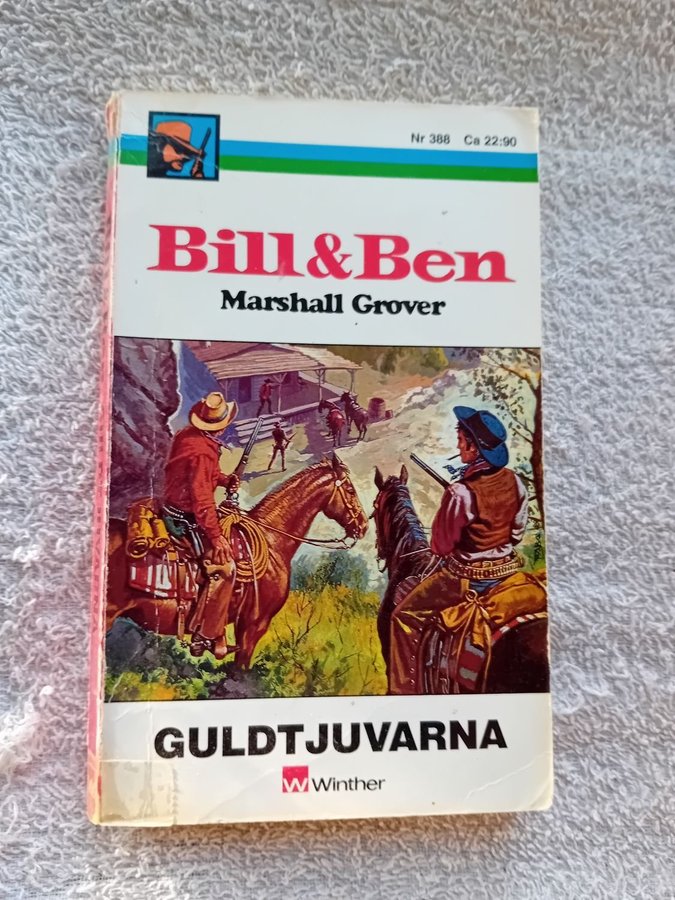 Nr 388 Ca 22:90
Bill&Ben
Marshall Grover
GULDTJUVARNA
W Winther